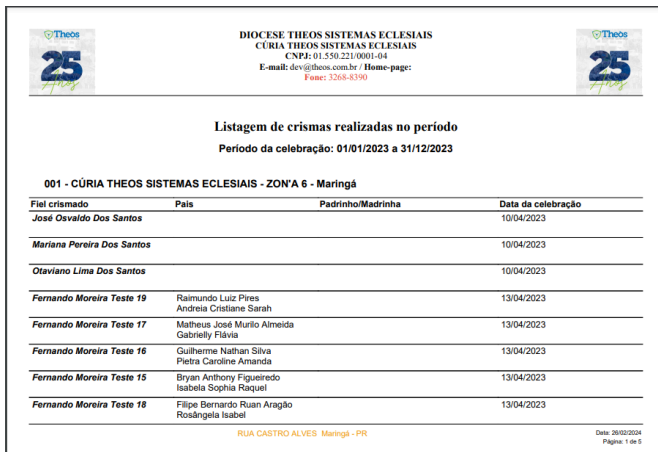 Theos
25
Anos
DIOCESE THEOS SISTEMAS ECLESIAIS
CÚRIA THEOS SISTEMAS ECLESIAIS
CNPJ: 01.550.221/0001-04
E-mail: dev@theos.com.br / Home-page:
Fone: 3268-8390
Theos
25
Anos
Listagem de crismas realizadas no período
Período da celebração: 01/01/2023 a 31/12/2023
001 - CÚRIA THEOS SISTEMAS ECLESIAIS - ZON'A 6 - Maringá
Fiel crismado Pais Padrinho/Madrinha Data da celebração
José Osvaldo Dos Santos 10/04/2023
Mariana Pereira Dos Santos 10/04/2023
Otaviano Lima Dos Santos 10/04/2023
Fernando Moreira Teste 19 Raimundo Luiz Pires 13/04/2023
Andreia Cristiane Sarah
Fernando Moreira Teste 17 Matheus José Murilo Almeida 13/04/2023
Gabrielly Flávia
Fernando Moreira Teste 16 Guilherme Nathan Silva 13/04/2023
Pietra Caroline Amanda
Fernando Moreira Teste 15 Bryan Anthony Figueiredo 13/04/2023
Isabela Sophia Raquel
Fernando Moreira Teste 18 Filipe Bernardo Ruan Aragão 13/04/2023
Rosângela Isabel
RUA CASTRO ALVES Maringá - PR Data: 26/02/2024
Página: 1 de 5